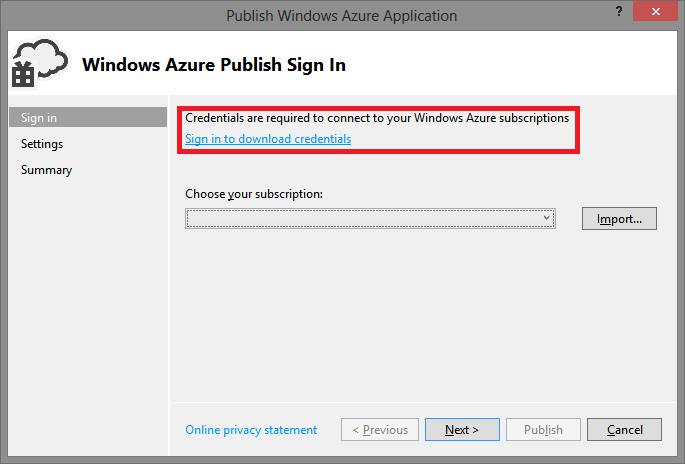 Publish Windows Azure Application
?
Windows Azure Publish Sign In
Sign in
Settings
Summary
Credentials are required to connect to your Windows Azure subscriptions
Sign in to download credentials
Choose your subscription:
Import...
Online privacy statement
< Previous
Next >
Publish
Cancel